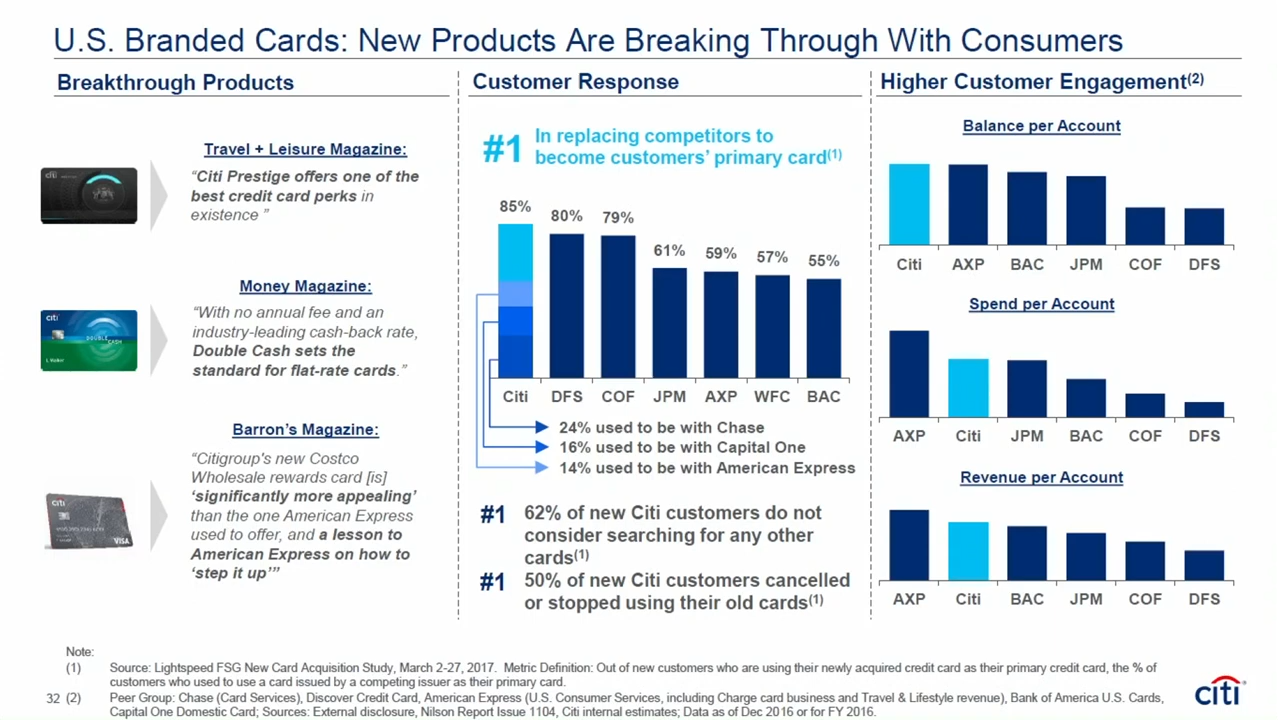 U.S. Branded Cards: New Products Are Breaking Through With Consumers
Breakthrough Products
Travel + Leisure Magazine:
“Citi Prestige offers one of the
best credit card perks in
existence ”
citi
Money Magazine:
“With no annual fee and an
industry-leading cash-back rate,
Double Cash sets the
standard for flat-rate cards.”
citi
DOUBLE
CASH
Barron’s Magazine:
“Citigroup's new Costco
Wholesale rewards card [is]
‘significantly more appealing’
than the one American Express
used to offer, and a lesson to
American Express on how to
‘step it up’”
citi
VISA
Customer Response
#1 In replacing competitors to
become customers’ primary card(1)
85% 80% 79% 61% 59% 57% 55%
Citi DFS COF JPM AXP WFC BAC
24% used to be with Chase
16% used to be with Capital One
14% used to be with American Express
#1 62% of new Citi customers do not
consider searching for any other
cards(1)
#1 50% of new Citi customers cancelled
or stopped using their old cards(1)
Higher Customer Engagement(2)
Balance per Account
Citi AXP BAC JPM COF DFS
Spend per Account
AXP Citi JPM BAC COF DFS
Revenue per Account
AXP Citi BAC JPM COF DFS
Note:
(1) Source: Lightspeed FSG New Card Acquisition Study, March 2-27, 2017. Metric Definition: Out of new customers who are using their newly acquired credit card as their primary credit card, the % of
customers who used to use a card issued by a competing issuer as their primary card.
32 (2) Peer Group: Chase (Card Services), Discover Credit Card, American Express (U.S. Consumer Services, including Charge card business and Travel & Lifestyle revenue), Bank of America U.S. Cards,
Capital One Domestic Card; Sources: External disclosure, Nilson Report Issue 1104, Citi internal estimates; Data as of Dec 2016 or for FY 2016.
citi